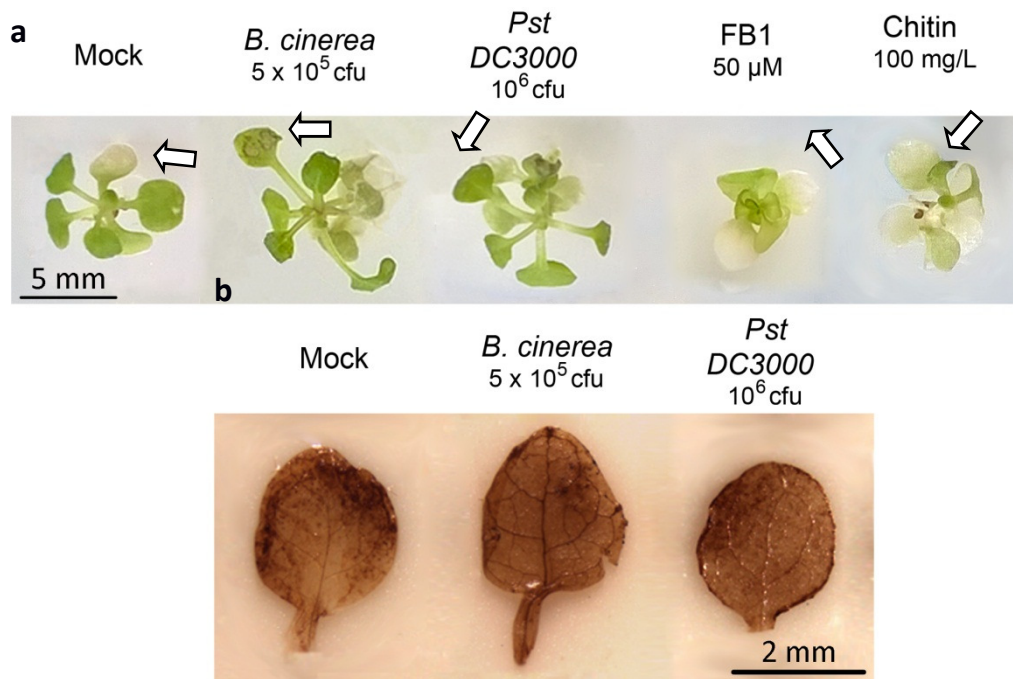 a
Mock
B. cinerea
5 x 10⁵ cfu
Pst
DC3000
10⁶ cfu
FB1
50 µM
Chitin
100 mg/L
5 mm
b
Mock
B. cinerea
5 x 10⁵ cfu
Pst
DC3000
10⁶ cfu
2 mm